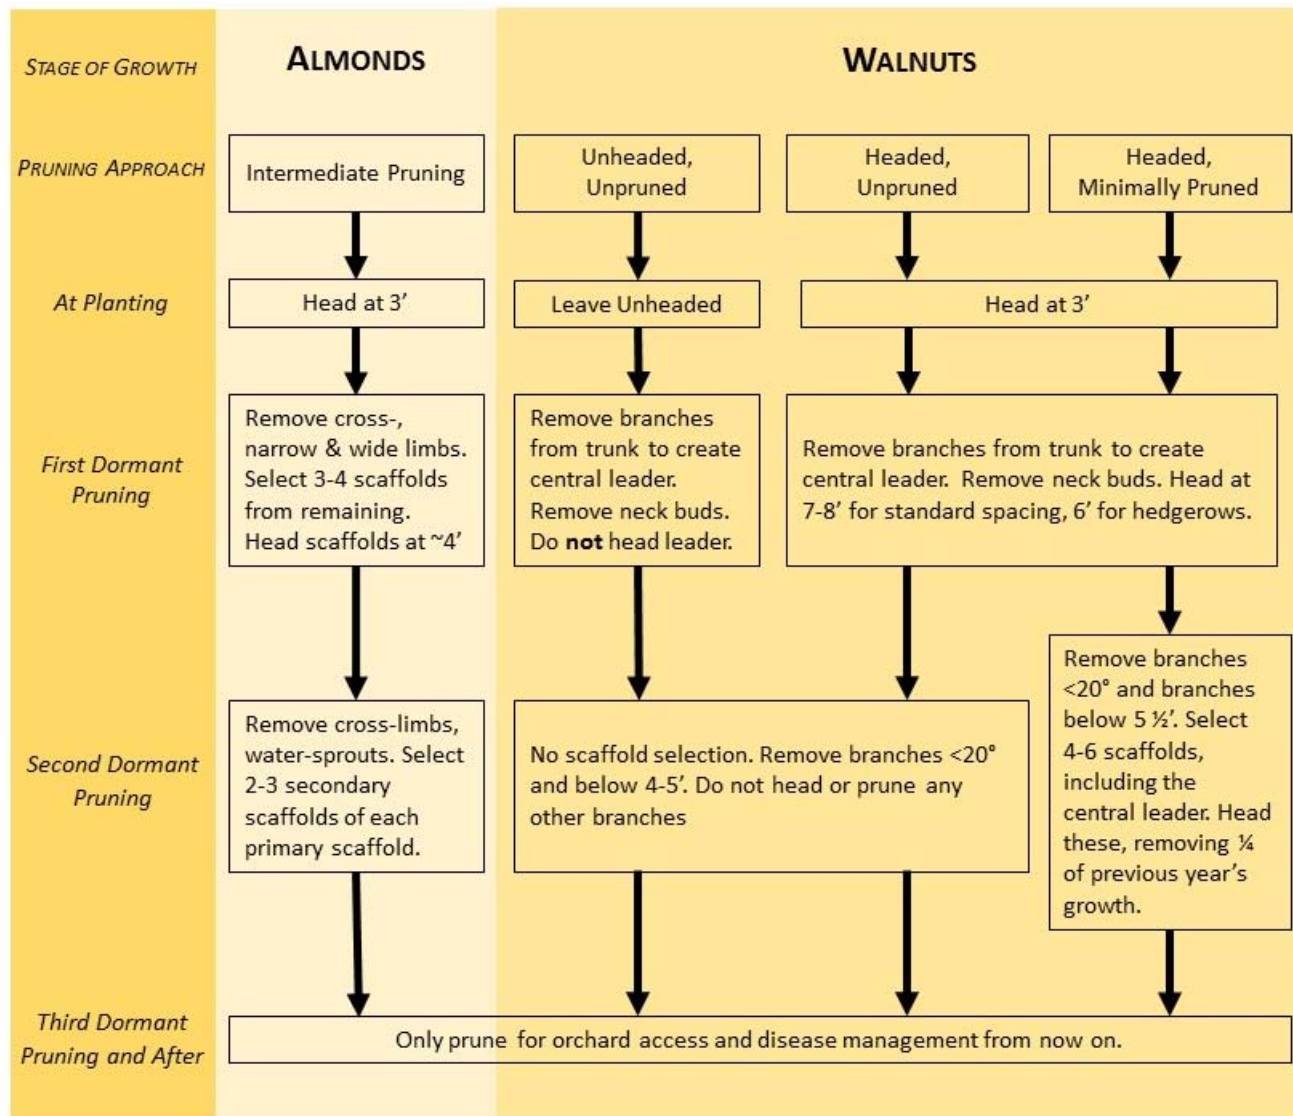 STAGE OF GROWTH
ALMONDS
WALNUTS
PRUNING APPROACH
Intermediate Pruning
Unheaded,
Unpruned
Headed,
Unpruned
Headed,
Minimally Pruned
At Planting
Head at 3’
Leave Unheaded
Head at 3’
First Dormant
Pruning
Remove cross-,
narrow & wide limbs.
Select 3-4 scaffolds
from remaining.
Head scaffolds at ~4’
Remove branches
from trunk to create
central leader.
Remove neck buds.
Do not head leader.
Remove branches from trunk to create
central leader. Remove neck buds. Head at
7-8’ for standard spacing, 6’ for hedgerows.
Second Dormant
Pruning
Remove cross-limbs,
water-sprouts. Select
2-3 secondary
scaffolds of each
primary scaffold.
No scaffold selection. Remove branches <20°
and below 4-5’. Do not head or prune any
other branches
Remove branches
<20° and branches
below 5 ½’. Select
4-6 scaffolds,
including the
central leader. Head
these, removing ¼
of previous year’s
growth.
Third Dormant
Pruning and After
Only prune for orchard access and disease management from now on.